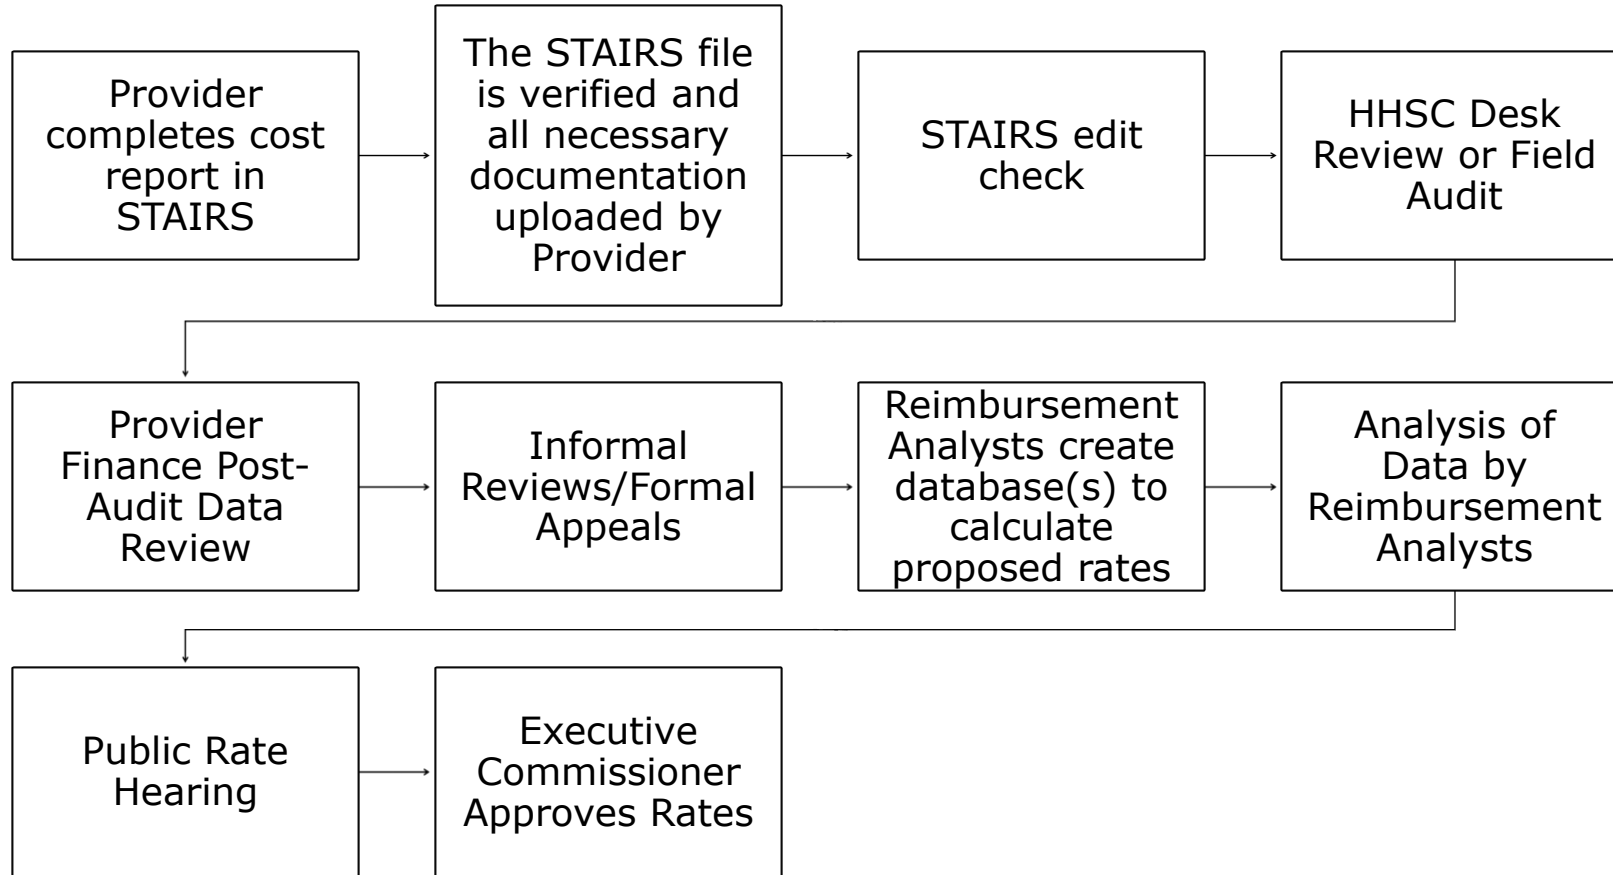 Provider
completes cost
report in
STAIRS
The STAIRS file
is verified and
all necessary
documentation
uploaded by
Provider
STAIRS edit
check
HHSC Desk
Review or Field
Audit
Provider
Finance Post-
Audit Data
Review
Informal
Reviews/Formal
Appeals
Reimbursement
Analysts create
database(s) to
calculate
proposed rates
Analysis of
Data by
Reimbursement
Analysts
Public Rate
Hearing
Executive
Commissioner
Approves Rates